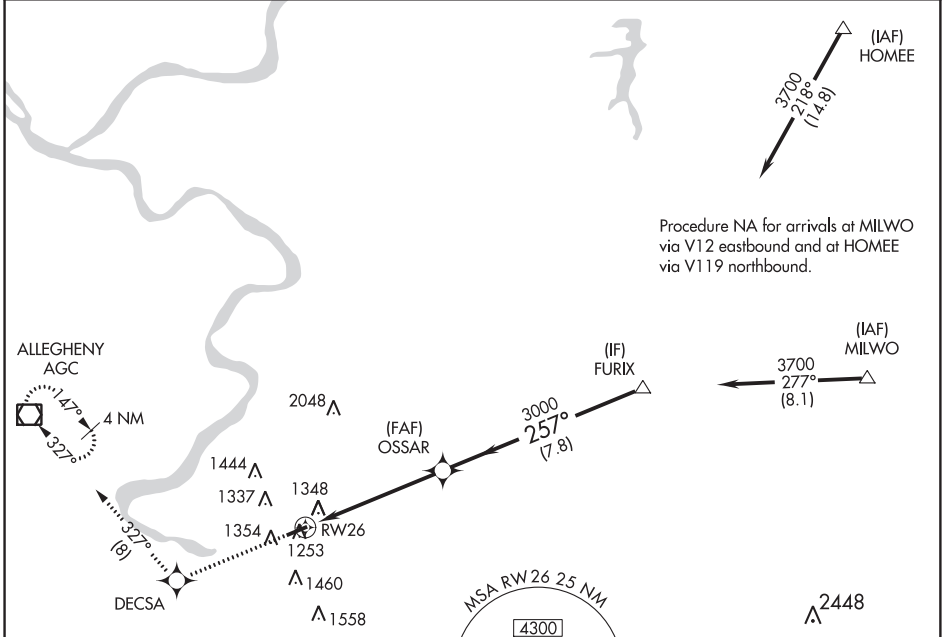 (IAF)
HOMEE
3700
218°
(14.8)
Procedure NA for arrivals at MILWO
via V12 eastbound and at HOMEE
via V119 northbound.
(IAF)
MILWO
3700
277°
(8.1)
(IF)
FURIX
3000
257°
(7.8)
(FAF)
OSSAR
ALLEGHENY
AGC
147°
4 NM
327°
2048
1444
1337
1348
1354
RW26
1253
327°
(8)
DECSA
1460
1558
MSA RW26 25 NM
4300
2448